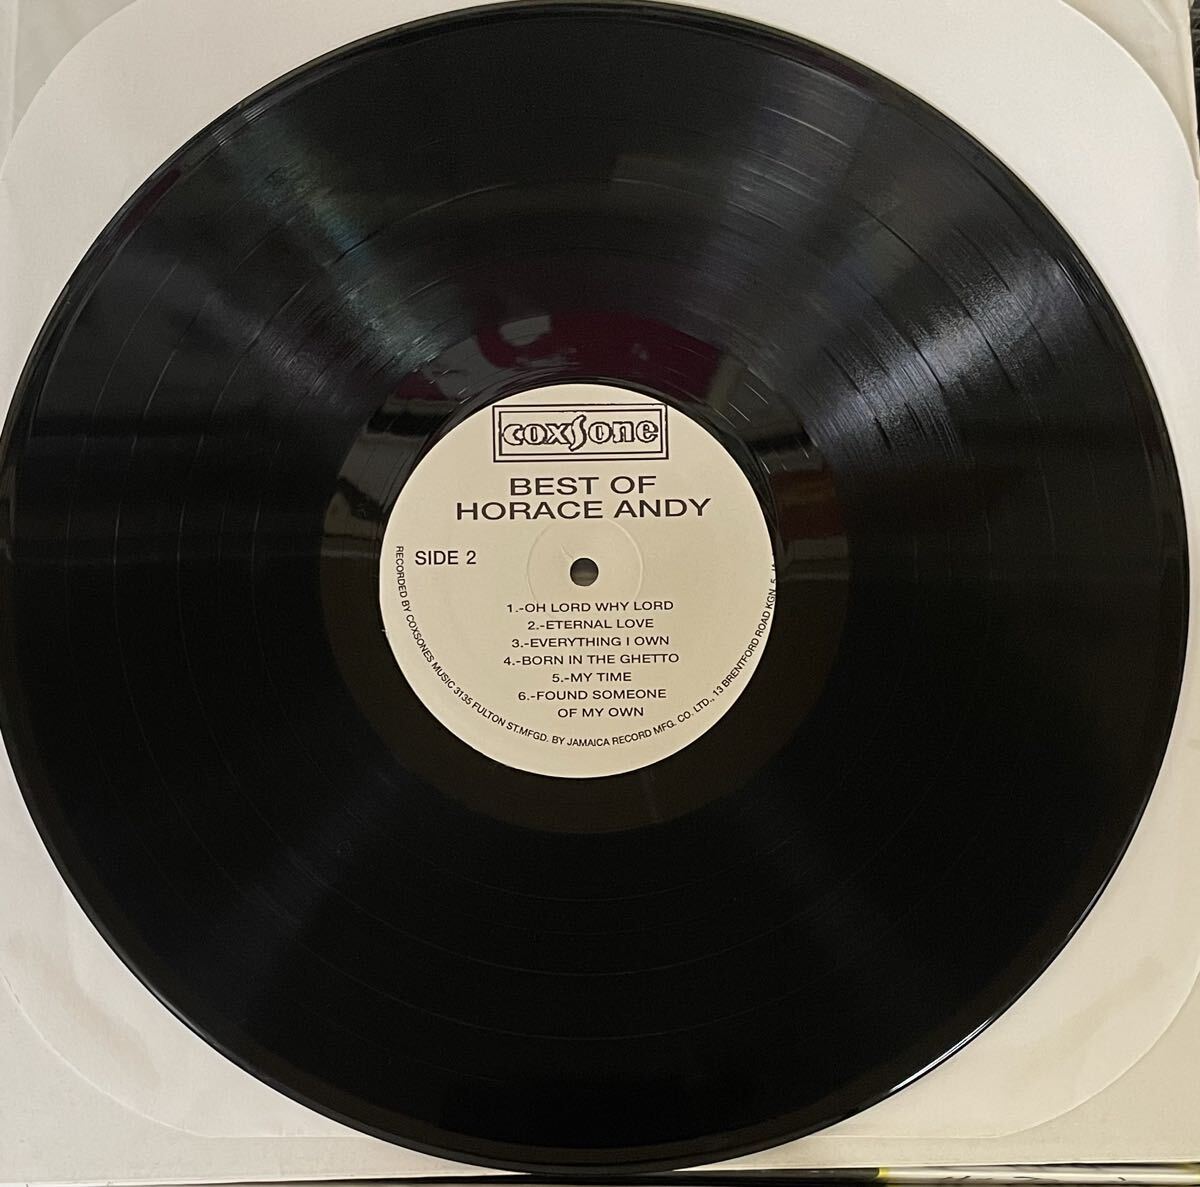 coxsone
BEST OF
HORACE ANDY
SIDE 2
1.-OH LORD WHY LORD
2.-ETERNAL LOVE
3.-EVERYTHING I OWN
4.-BORN IN THE GHETTO
5.-MY TIME
6.-FOUND SOMEONE
OF MY OWN
RECORDED BY COXSONES MUSIC 3135 FULTON ST.MFGD. BY JAMAICA RECORD MFG. CO. LTD., 13 BRENTFORD ROAD KGN. 5